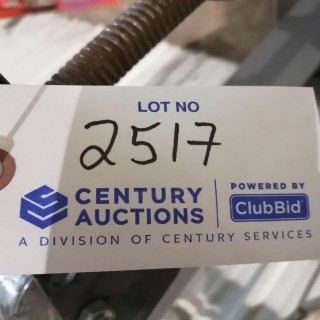 LOT NO
2517
CENTURY AUCTIONS
POWERED BY
ClubBid
A DIVISION OF CENTURY SERVICES